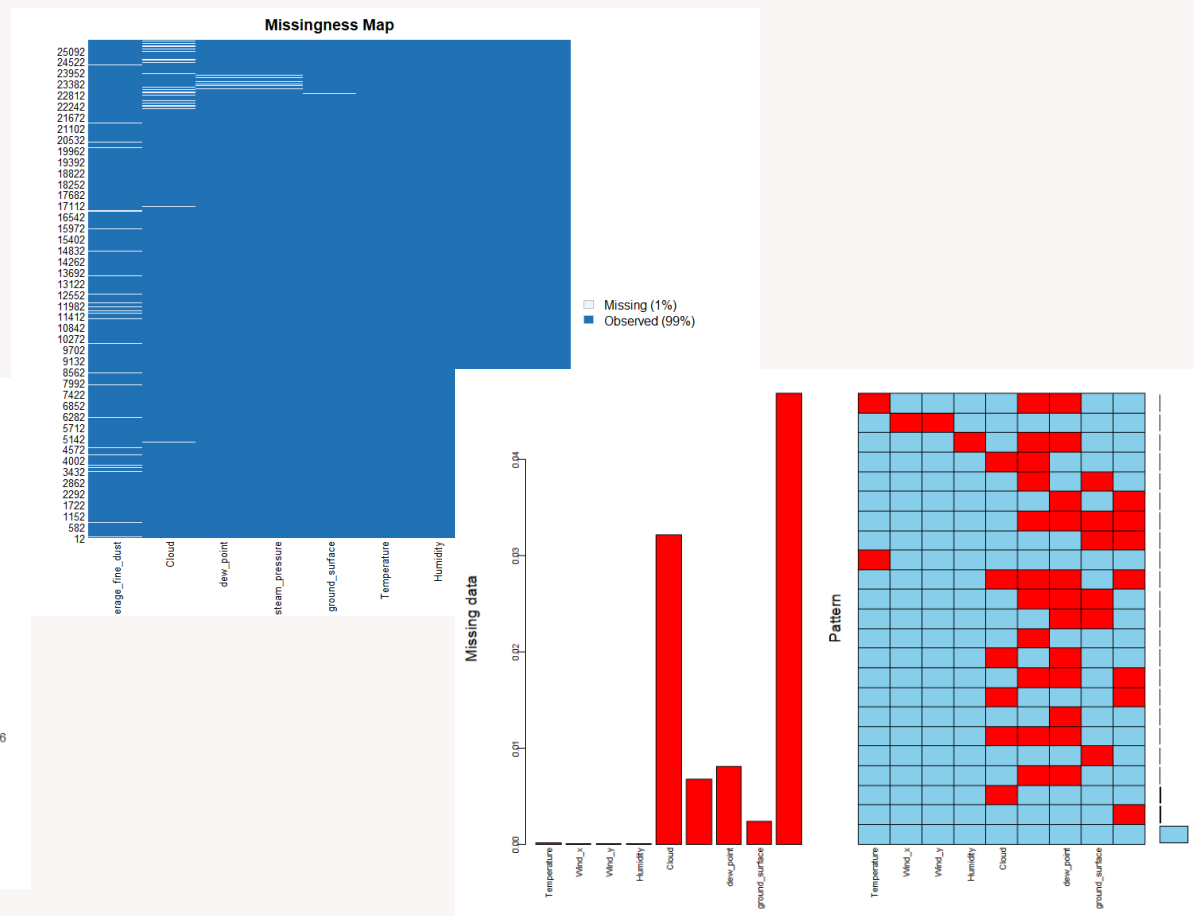 Missingness Map
25092
24522
23952
23382
22812
22242
21672
21102
20532
19962
19392
18822
18252
17682
17112
16542
15972
15402
14832
14262
13692
13122
12552
11982
11412
10842
10272
9702
9132
8562
7992
7422
6852
6282
5712
5142
4572
4002
3432
2862
2292
1722
1152
582
12
erage_fine_dust
Cloud
dew_point
steam_pressure
ground_surface
Temperature
Humidity
Missing (1%)
Observed (99%)
6
Missing data
0.04
0.03
0.02
0.01
0.00
Temperature
Wind_x
Wind_y
Humidity
Cloud
dew_point
ground_surface
Pattern
Temperature
Wind_x
Wind_y
Humidity
Cloud
dew_point
ground_surface